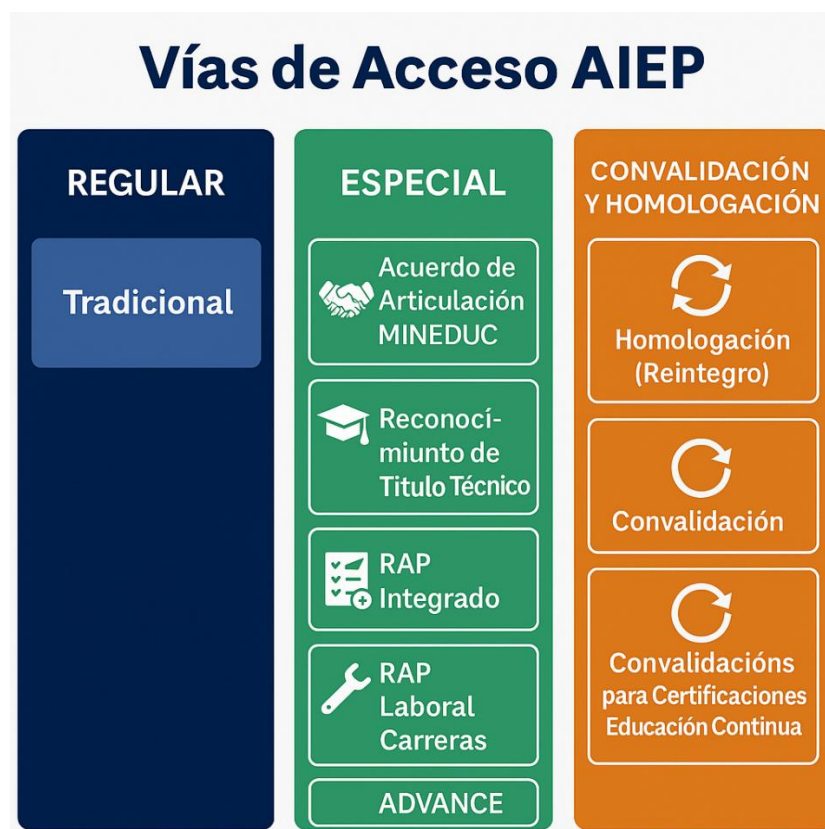 Vías de Acceso AIEP
REGULAR
Tradicional
ESPECIAL
Acuerdo de
Articulación
MINEDUC
Reconocí-
miunto de
Titulo Técnico
RAP
Integrado
RAP
Laboral
Carreras
ADVANCE
CONVALIDACIÓN
Y HOMOLOGACIÓN
Homologación
(Reintegro)
Convalidación
Convalidacións
para Certificaciones
Educación Continua